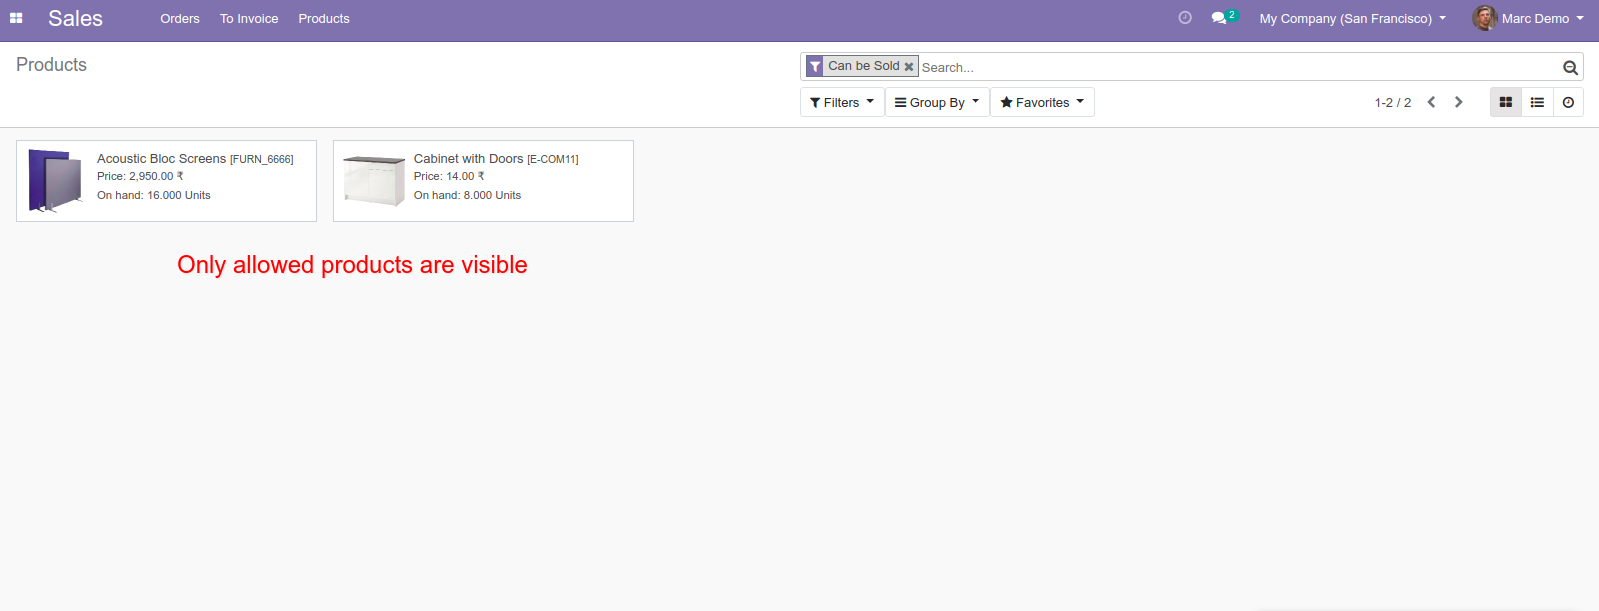 Sales Orders To Invoice Products 2 My Company (San Francisco) Marc Demo
Products
Can be Sold Search...
Filters Group By Favorites 1-2 / 2
Acoustic Bloc Screens [FURN_6666]
Price: 2,950.00 ₹
On hand: 16.000 Units
Cabinet with Doors [E-COM11]
Price: 14.00 ₹
On hand: 8.000 Units
Only allowed products are visible